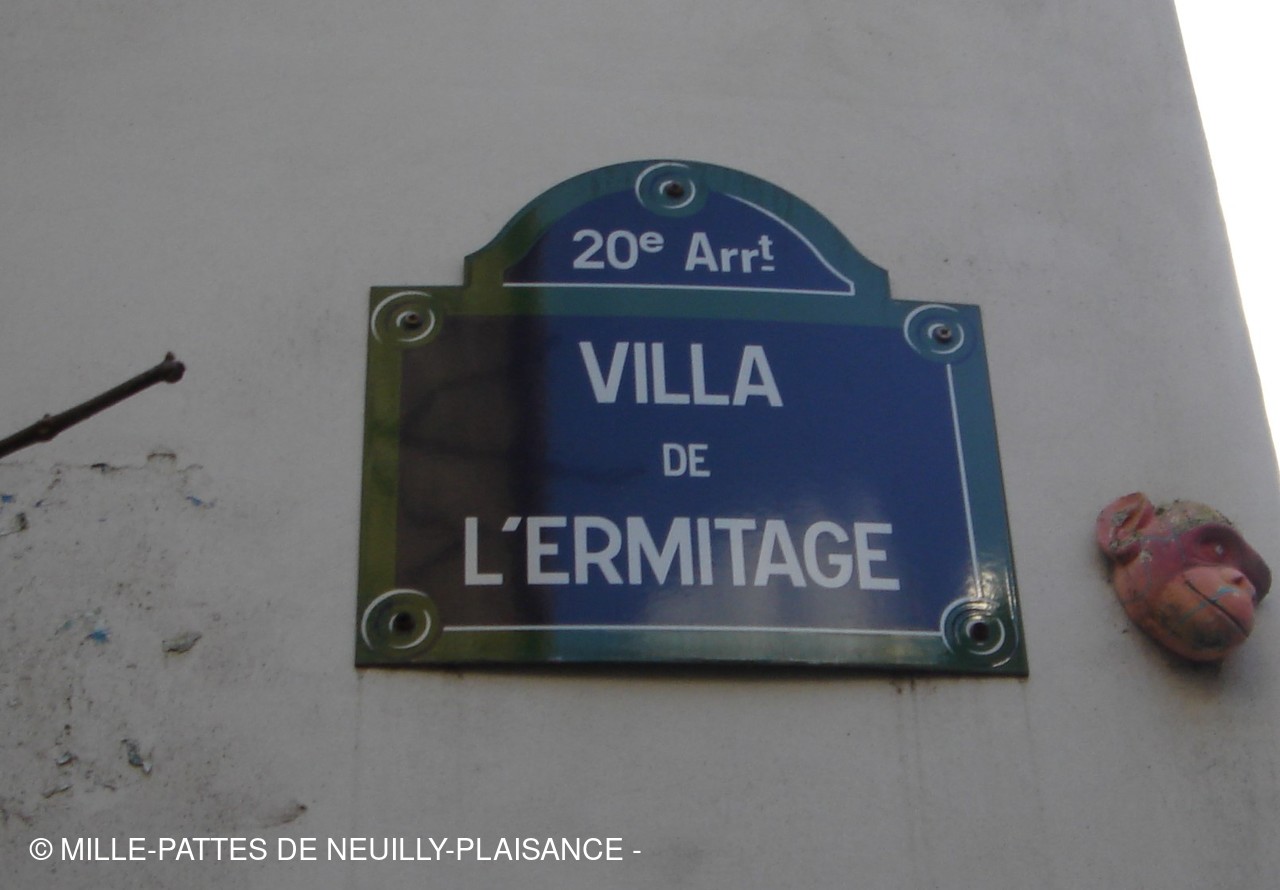 20e Arrt
VILLA
DE
L'ERMITAGE
© MILLE-PATTES DE NEUILLY-PLAISANCE -